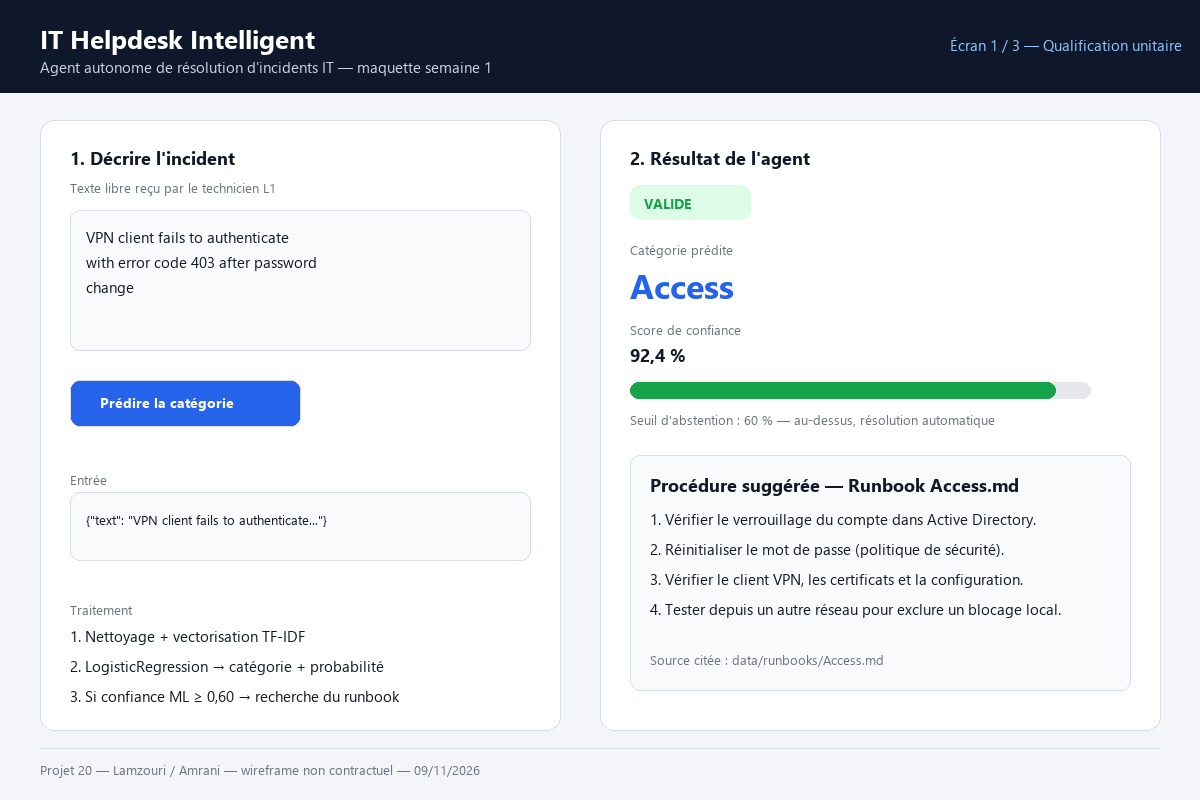 IT Helpdesk Intelligent
Agent autonome de résolution d'incidents IT — maquette semaine 1
Écran 1 / 3 — Qualification unitaire
1. Décrire l'incident
Texte libre reçu par le technicien L1
VPN client fails to authenticate
with error code 403 after password
change
Prédire la catégorie
Entrée
{"text": "VPN client fails to authenticate..."}
Traitement
1. Nettoyage + vectorisation TF-IDF
2. LogisticRegression → catégorie + probabilité
3. Si confiance ML ≥ 0,60 → recherche du runbook
2. Résultat de l'agent
VALIDE
Catégorie prédite
Access
Score de confiance
92,4 %
Seuil d'abstention : 60 % — au-dessus, résolution automatique
Procédure suggérée — Runbook Access.md
1. Vérifier le verrouillage du compte dans Active Directory.
2. Réinitialiser le mot de passe (politique de sécurité).
3. Vérifier le client VPN, les certificats et la configuration.
4. Tester depuis un autre réseau pour exclure un blocage local.
Source citée : data/runbooks/Access.md
Projet 20 — Lamzouri / Amrani — wireframe non contractuel — 09/11/2026